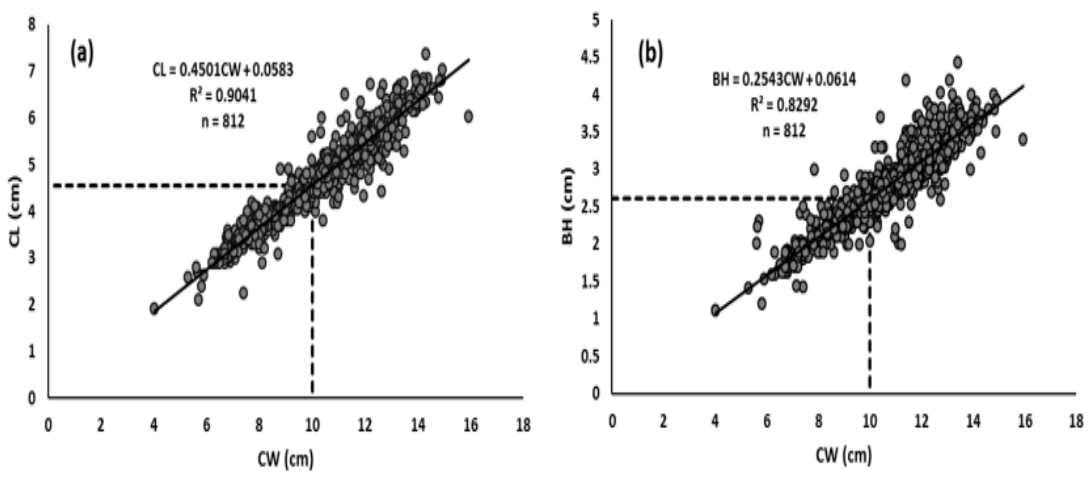 (a)
CL = 0.4501CW + 0.0583
R² = 0.9041
n = 812
8
7
6
5
4
3
2
1
0
CL (cm)
0 2 4 6 8 10 12 14 16 18
CW (cm)
(b)
BH = 0.2543CW + 0.0614
R² = 0.8292
n = 812
5
4.5
4
3.5
3
2.5
2
1.5
1
0.5
0
BH (cm)
0 2 4 6 8 10 12 14 16 18
CW (cm)